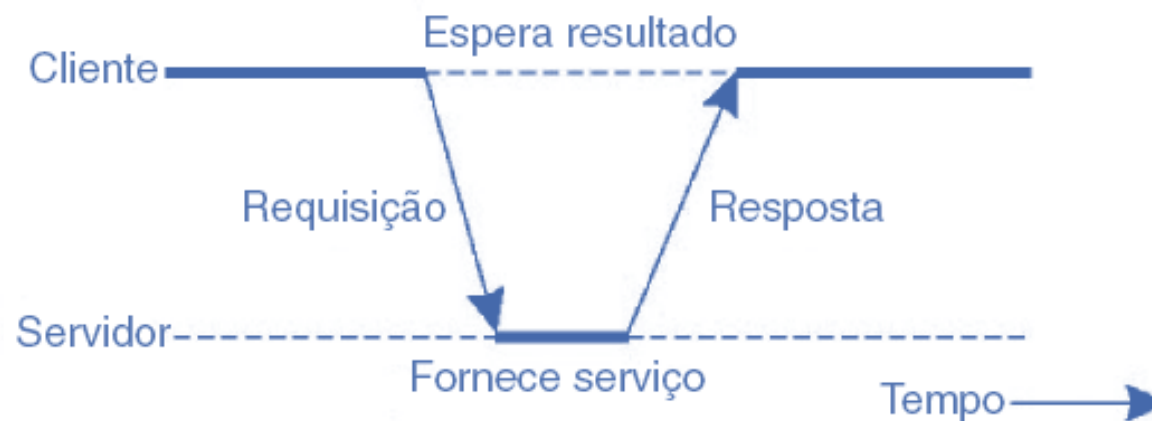 Espera resultado
Cliente
Requisição
Resposta
Servidor
Fornece serviço
Tempo